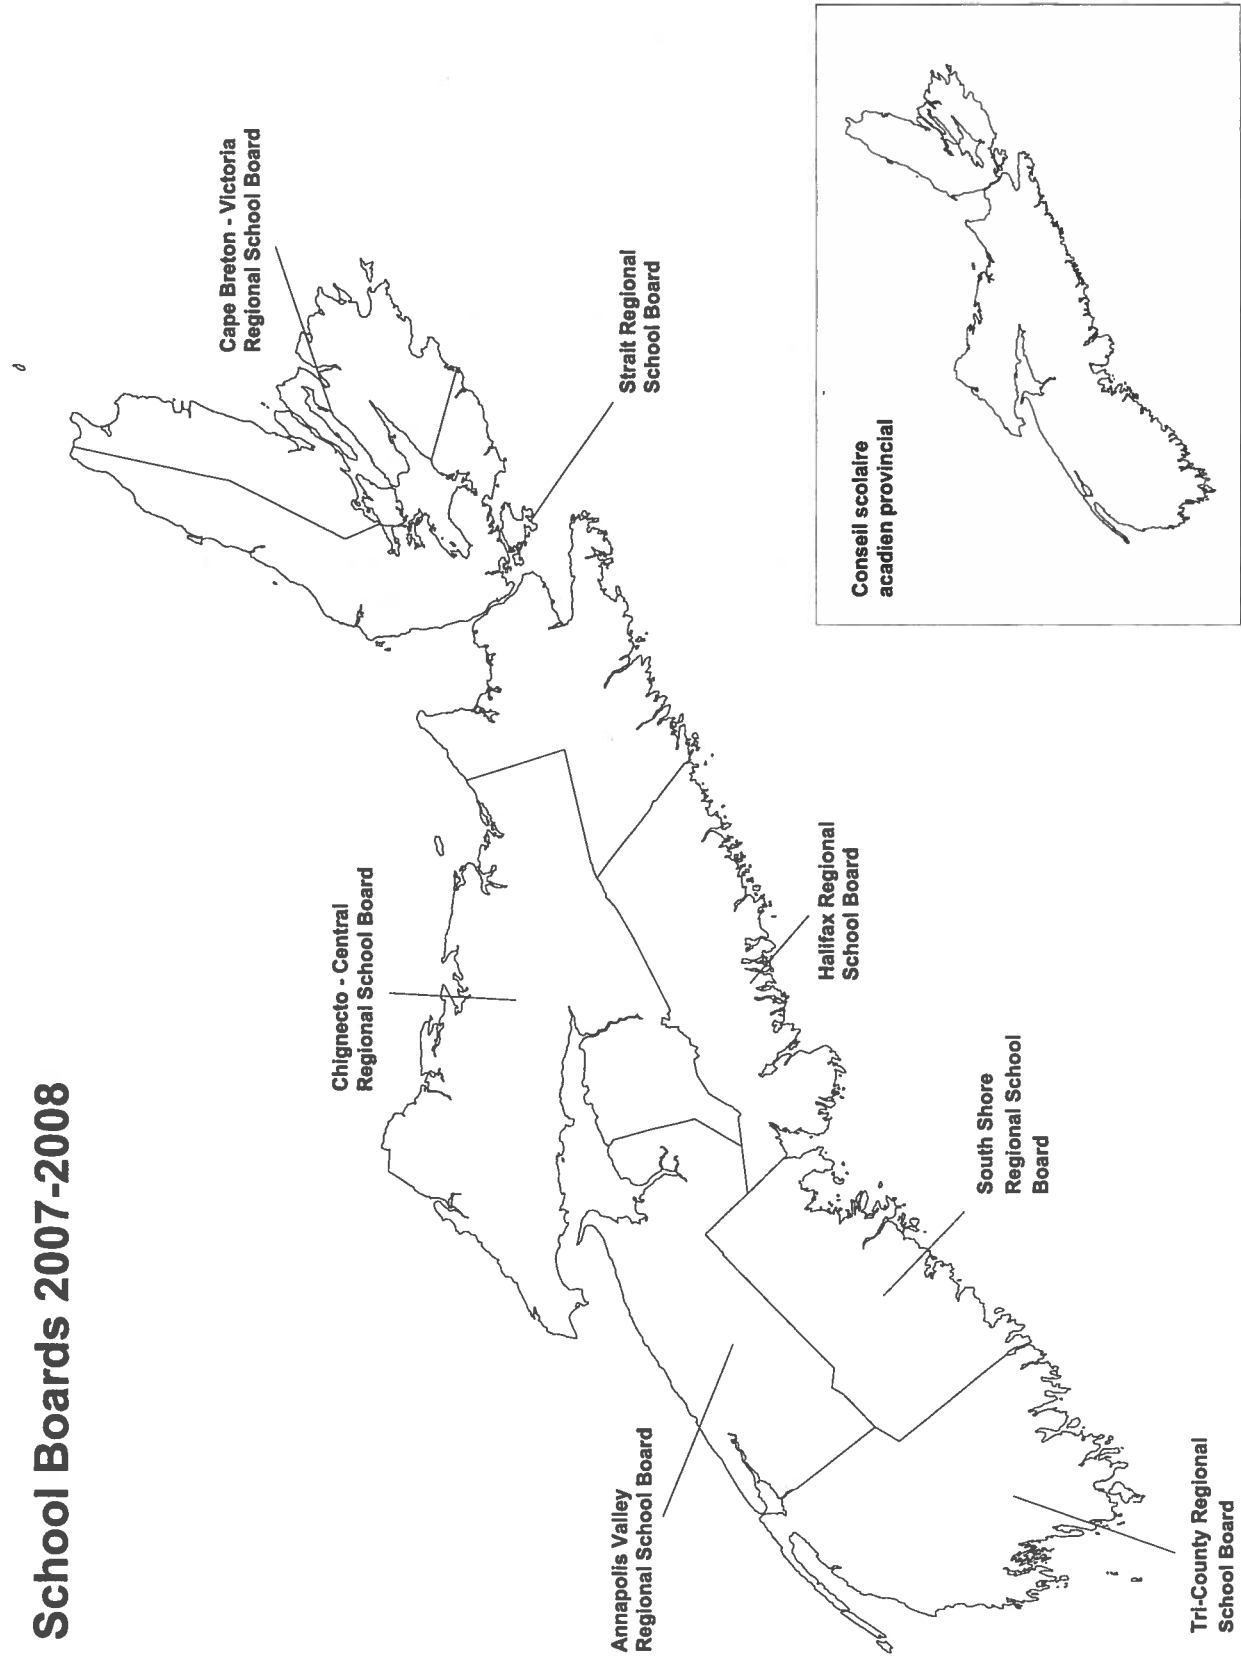 School Boards 2007-2008
Cape Breton - Victoria
Regional School Board
Strait Regional
School Board
Chignecto - Central
Regional School Board
Halifax Regional
School Board
South Shore
Regional School
Board
Annapolis Valley
Regional School Board
Tri-County Regional
School Board
Conseil scolaire
acadien provincial